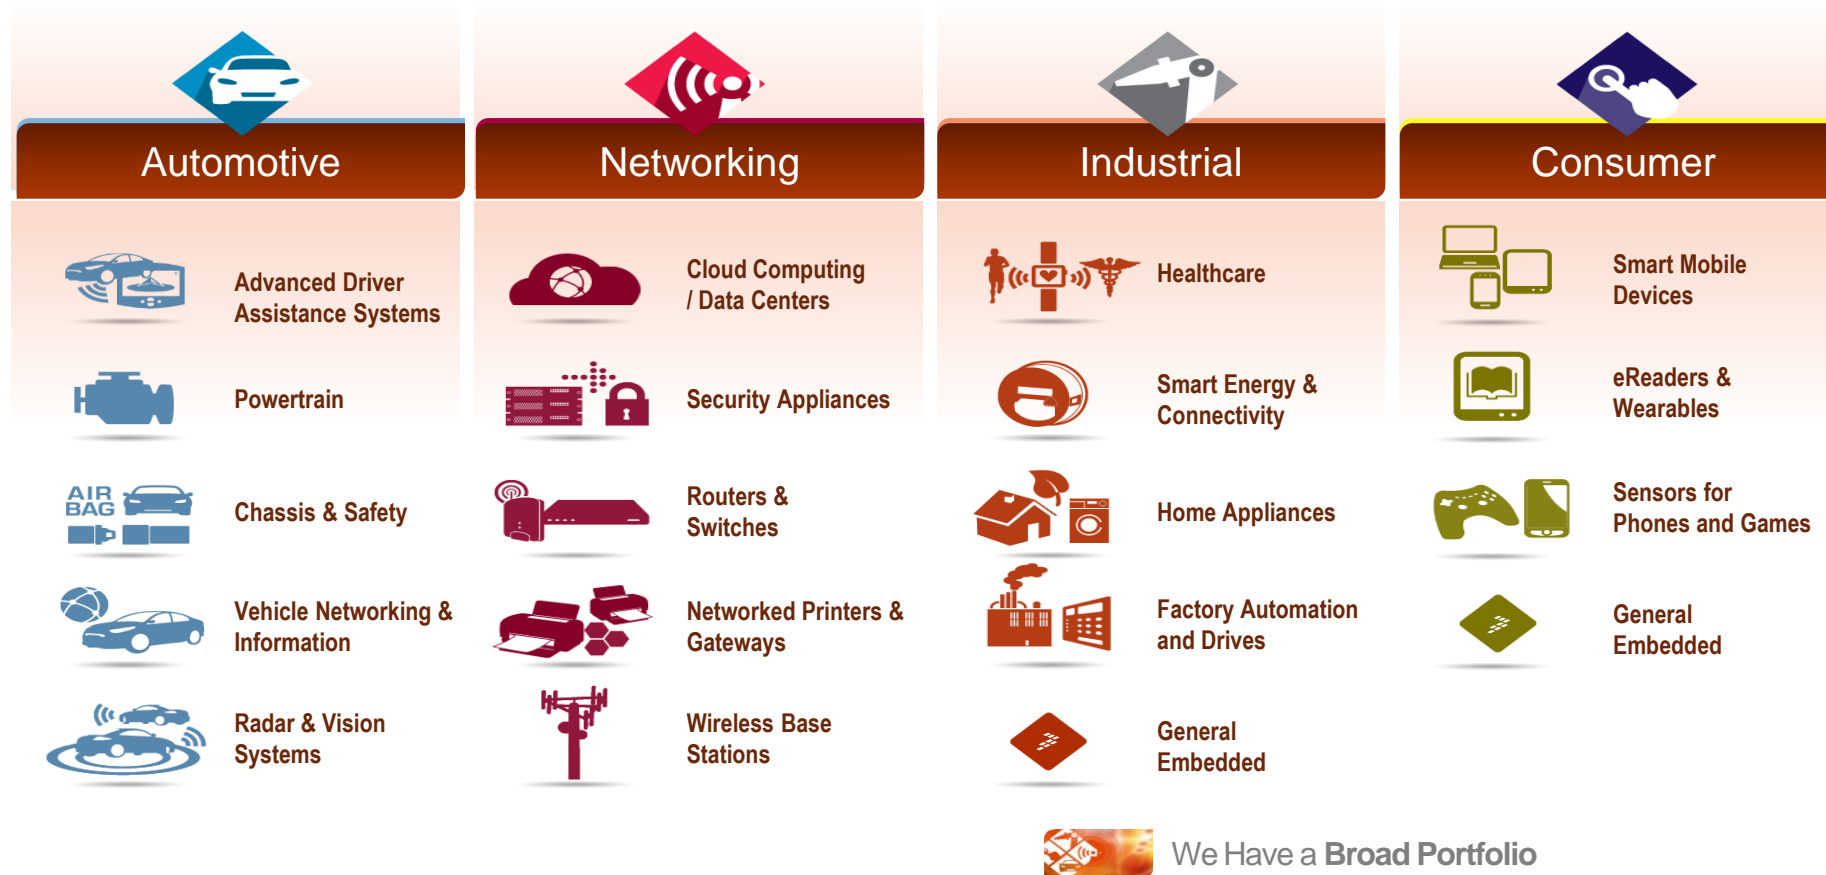 Automotive
Advanced Driver
Assistance Systems
Powertrain
AIR
BAG
Chassis & Safety
Vehicle Networking &
Information
Radar & Vision
Systems
Networking
Cloud Computing
/ Data Centers
Security Appliances
Routers &
Switches
Networked Printers &
Gateways
Wireless Base
Stations
Industrial
Healthcare
Smart Energy &
Connectivity
Home Appliances
Factory Automation
and Drives
General
Embedded
Consumer
Smart Mobile
Devices
eReaders &
Wearables
Sensors for
Phones and Games
General
Embedded
We Have a Broad Portfolio